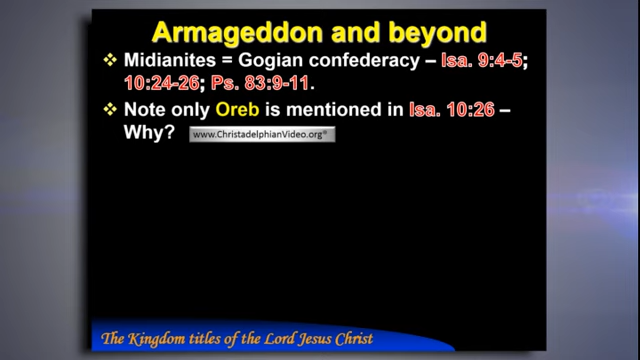 Armageddon and beyond
❖ Midianites = Gogian confederacy – Isa. 9:4-5;
10:24-26; Ps. 83:9-11.
❖ Note only Oreb is mentioned in Isa. 10:26 –
Why? www.ChristadelphianVideo.org®
The Kingdom titles of the Lord Jesus Christ